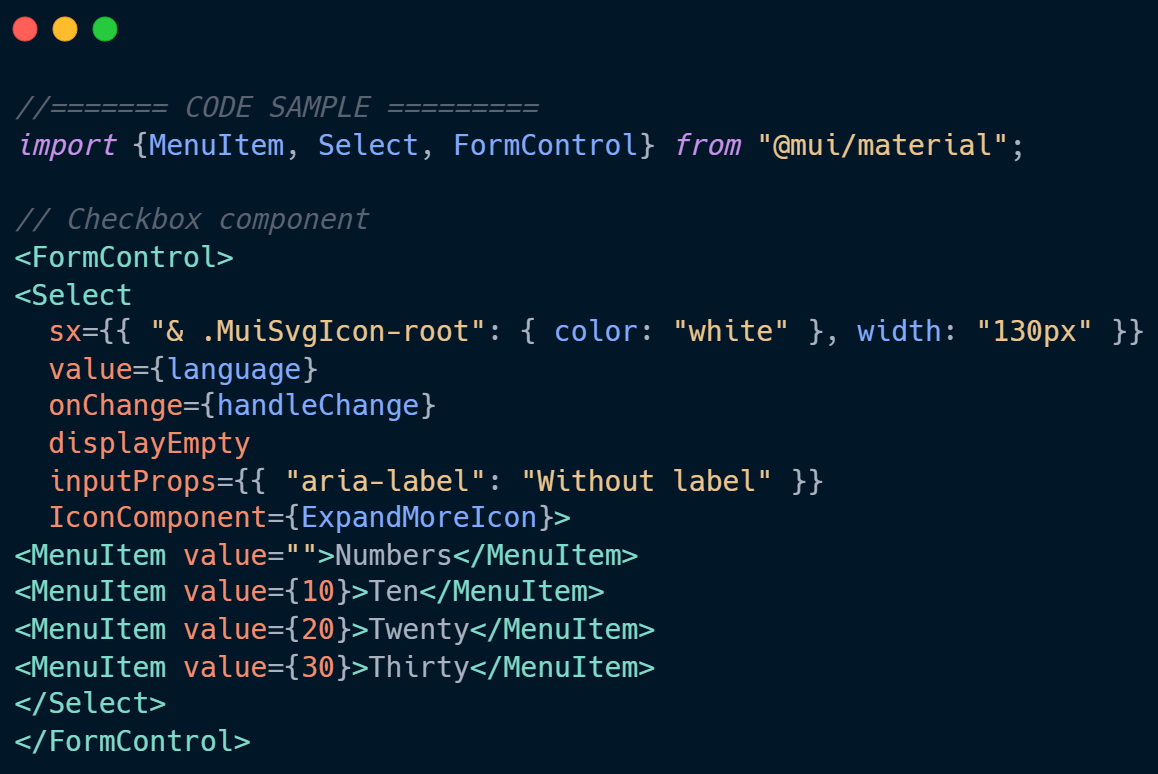 //======= CODE SAMPLE =========
import {MenuItem, Select, FormControl} from "@mui/material";
// Checkbox component
<FormControl>
<Select
  sx={{ "& .MuiSvgIcon-root": { color: "white" }, width: "130px" }}
  value={language}
  onChange={handleChange}
  displayEmpty
  inputProps={{ "aria-label": "Without label" }}
  IconComponent={ExpandMoreIcon}>
<MenuItem value="">Numbers</MenuItem>
<MenuItem value={10}>Ten</MenuItem>
<MenuItem value={20}>Twenty</MenuItem>
<MenuItem value={30}>Thirty</MenuItem>
</Select>
</FormControl>